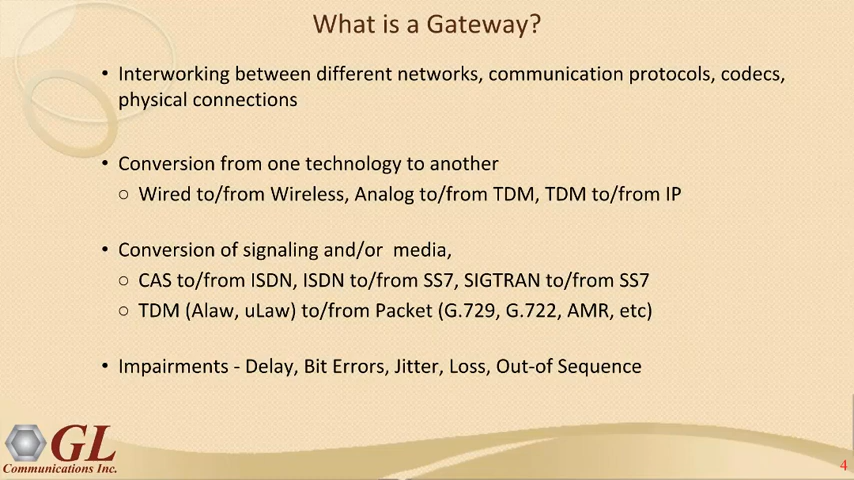 What is a Gateway?
• Interworking between different networks, communication protocols, codecs,
physical connections
• Conversion from one technology to another
○ Wired to/from Wireless, Analog to/from TDM, TDM to/from IP
• Conversion of signaling and/or  media,
○ CAS to/from ISDN, ISDN to/from SS7, SIGTRAN to/from SS7
○ TDM (Alaw, uLaw) to/from Packet (G.729, G.722, AMR, etc)
• Impairments - Delay, Bit Errors, Jitter, Loss, Out-of Sequence
GL
Communications Inc.
4